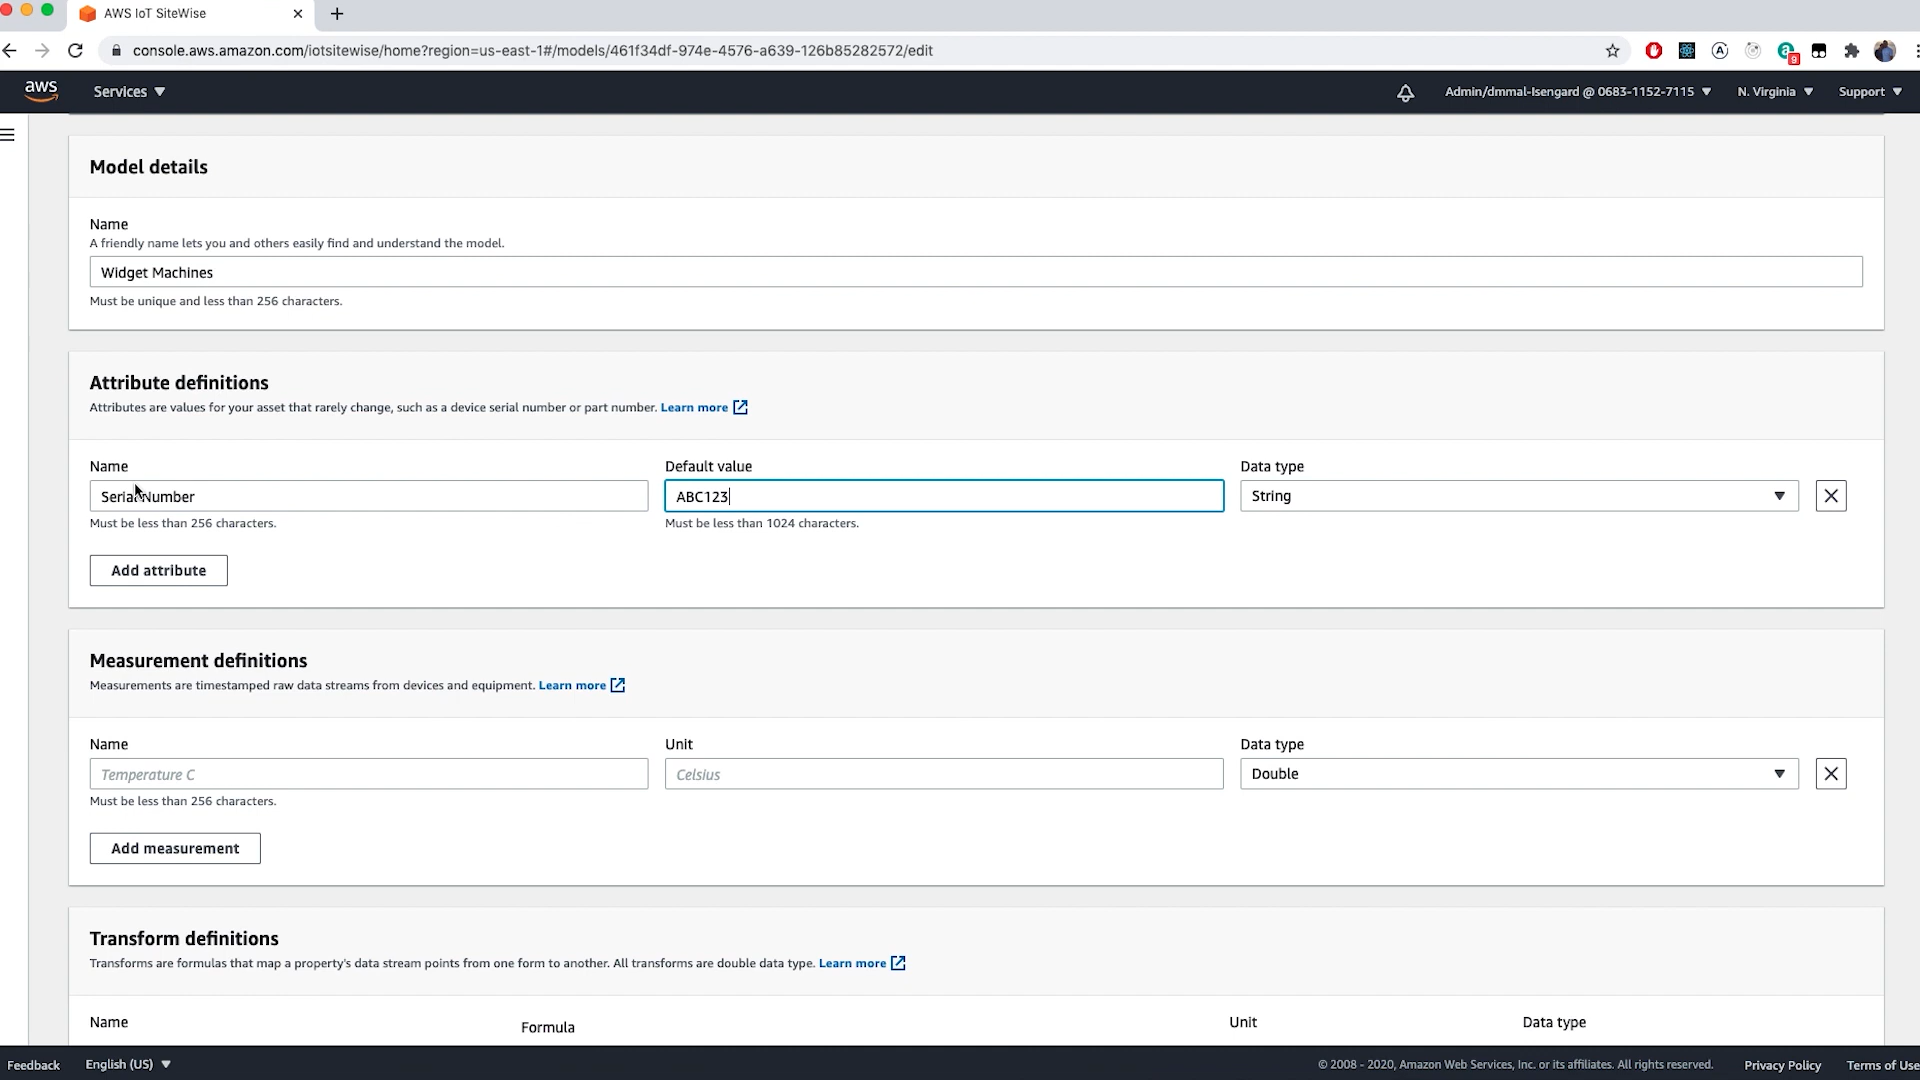 AWS IoT SiteWise
console.aws.amazon.com/iotsitewise/home?region=us-east-1#/models/461f34df-974e-4576-a639-126b85282572/edit
9
aws Services Admin/dmmal-Isengard @ 0683-1152-7115 N. Virginia Support
Model details
Name
A friendly name lets you and others easily find and understand the model.
Widget Machines
Must be unique and less than 256 characters.
Attribute definitions
Attributes are values for your asset that rarely change, such as a device serial number or part number. Learn more
Name Default value Data type
Serial Number ABC123 String
Must be less than 256 characters. Must be less than 1024 characters.
Add attribute
Measurement definitions
Measurements are timestamped raw data streams from devices and equipment. Learn more
Name Unit Data type
Temperature C Celsius Double
Must be less than 256 characters.
Add measurement
Transform definitions
Transforms are formulas that map a property's data stream points from one form to another. All transforms are double data type. Learn more
Name Formula Unit Data type
Feedback English (US) © 2008 - 2020, Amazon Web Services, Inc. or its affiliates. All rights reserved. Privacy Policy Terms of Use